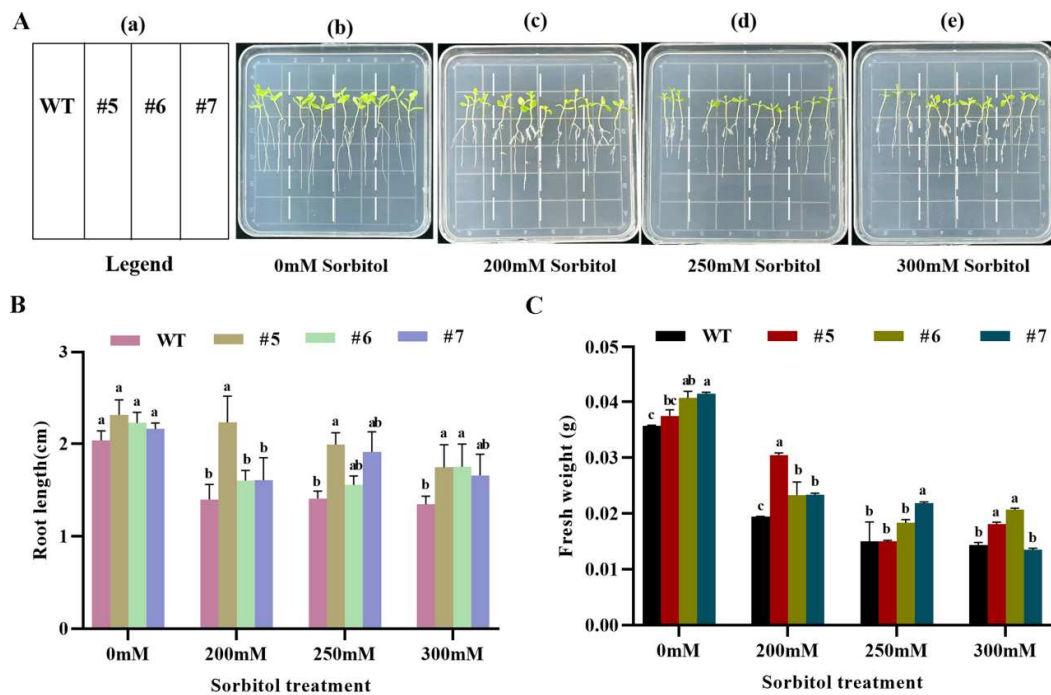 A
(a)
(b)
(c)
(d)
(e)
WT #5 #6 #7
Legend
0mM Sorbitol
200mM Sorbitol
250mM Sorbitol
300mM Sorbitol
B
WT #5 #6 #7
Root length(cm)
3
2
1
0
a a a a
b a b b
b a ab ab
b a a ab
0mM 200mM 250mM 300mM
Sorbitol treatment
C
WT #5 #6 #7
Fresh weight (g)
0.05
0.04
0.03
0.02
0.01
0.00
c bc ab a
c a b b
b b b a
b a a b
0mM 200mM 250mM 300mM
Sorbitol treatment